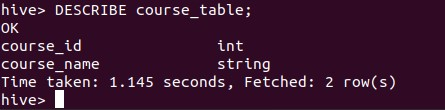 hive> DESCRIBE course_table;
OK
course_id               int
course_name             string
Time taken: 1.145 seconds, Fetched: 2 row(s)
hive>